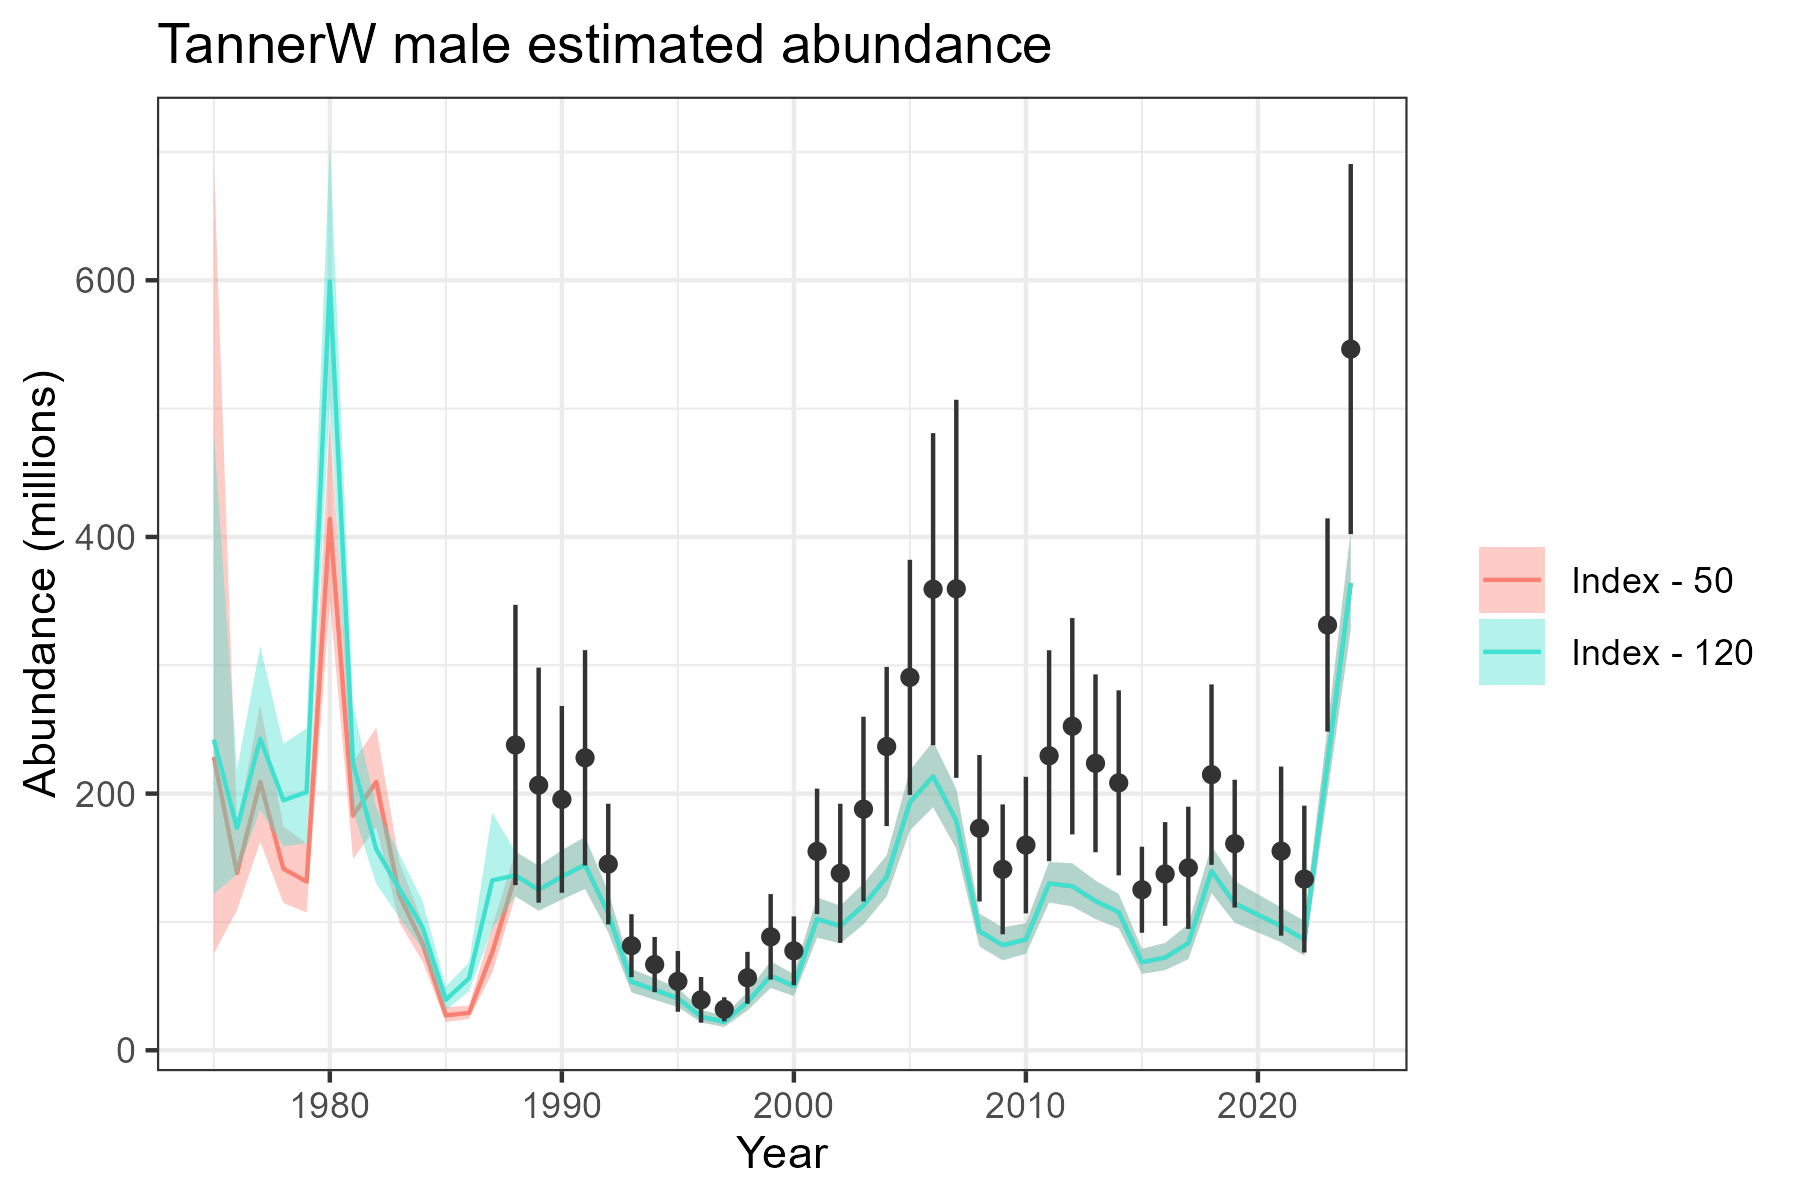 TannerW male estimated abundance
Abundance (millions)
600
400
200
0
1980 1990 2000 2010 2020
Year
Index - 50
Index - 120